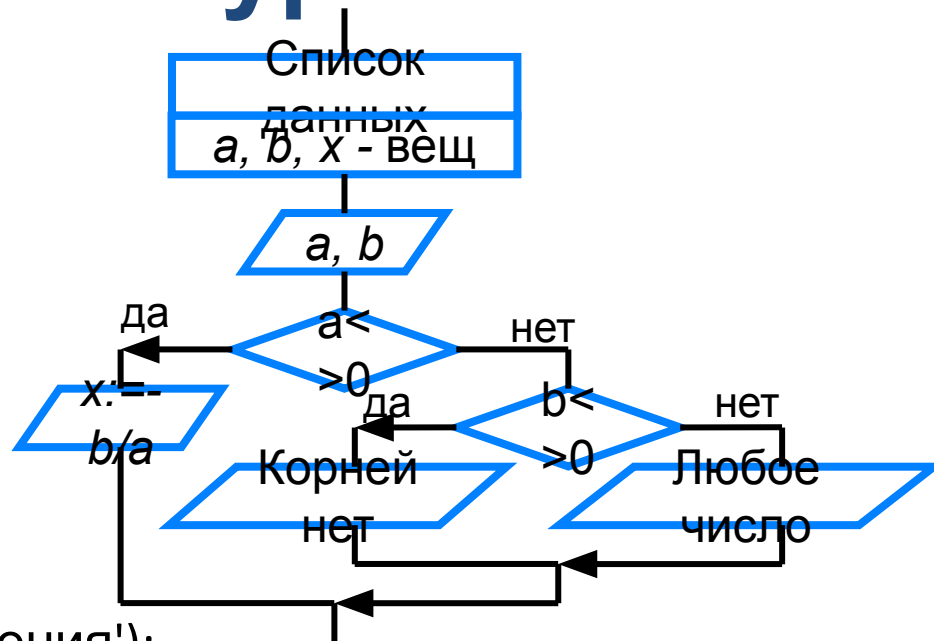 Список
данных
a, b, x - вещ
a, b
да
a<
>0
нет
x:=-
b/a
да
b<
>0
нет
Корней
нет
Любое
число